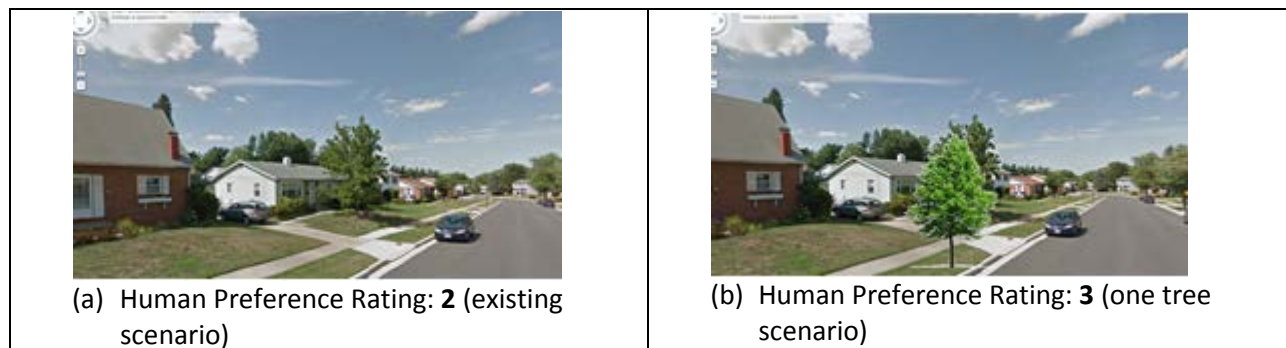 (a) Human Preference Rating: 2 (existing
scenario)
(b) Human Preference Rating: 3 (one tree
scenario)